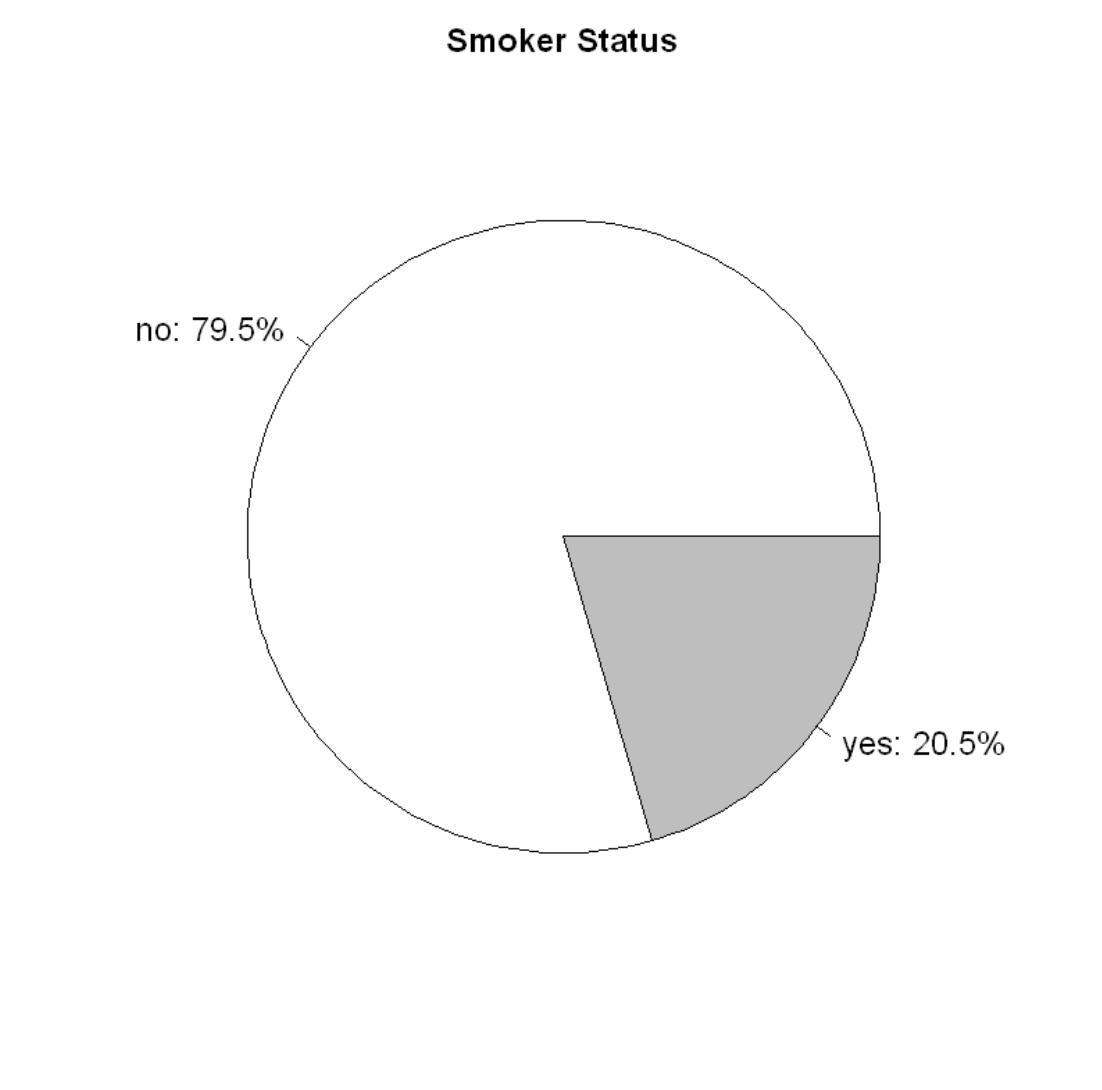 Smoker Status
no: 79.5%
yes: 20.5%